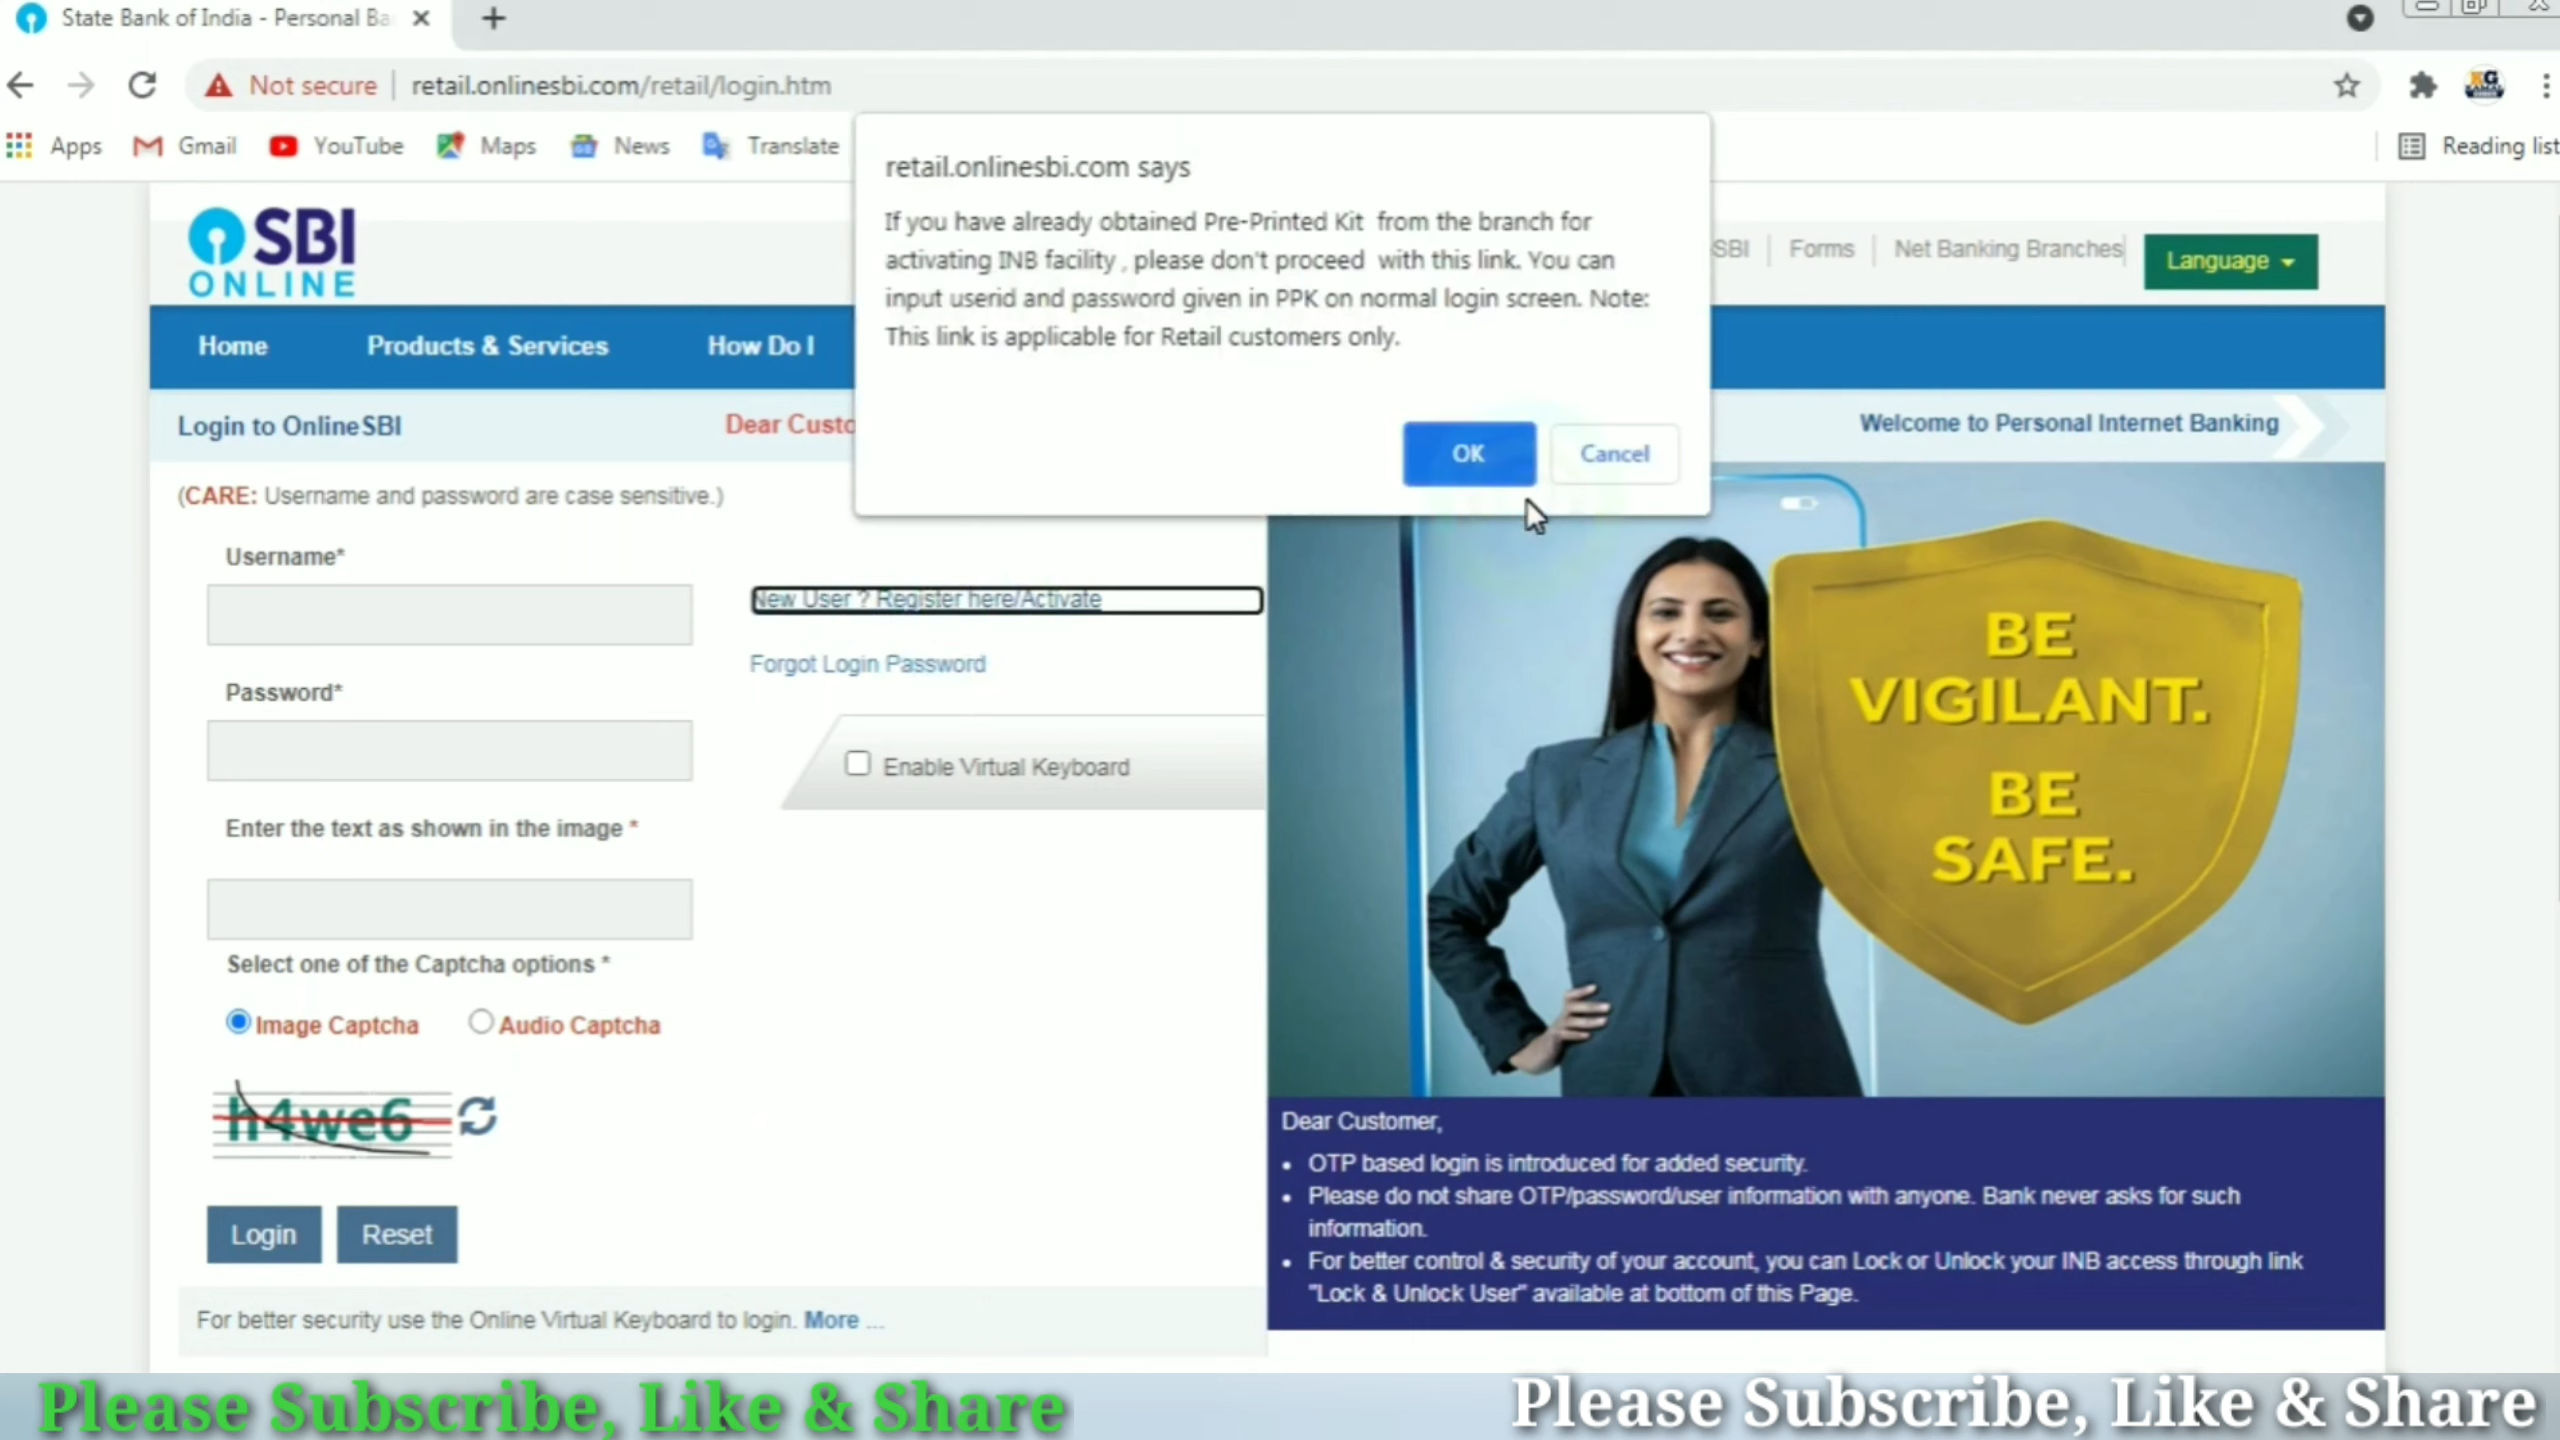 State Bank of India - Personal Ba
Not secure
retail.onlinesbi.com/retail/login.htm
Apps
Gmail
YouTube
Maps
News
Translate
Reading list
retail.onlinesbi.com says
If you have already obtained Pre-Printed Kit from the branch for
activating INB facility , please don't proceed with this link. You can
input userid and password given in PPK on normal login screen. Note:
This link is applicable for Retail customers only.
OK
Cancel
SBI
ONLINE
SBI
Forms
Net Banking Branches
Language
Home
Products & Services
How Do I
Login to OnlineSBI
Dear Custo
Welcome to Personal Internet Banking
(CARE: Username and password are case sensitive.)
Username*
New User ? Register here/Activate
Forgot Login Password
Password*
Enable Virtual Keyboard
Enter the text as shown in the image *
Select one of the Captcha options *
Image Captcha
Audio Captcha
h4we6
Login
Reset
For better security use the Online Virtual Keyboard to login. More ...
BE
VIGILANT.
BE
SAFE.
Dear Customer,
OTP based login is introduced for added security.
Please do not share OTP/password/user information with anyone. Bank never asks for such
information.
For better control & security of your account, you can Lock or Unlock your INB access through link
"Lock & Unlock User" available at bottom of this Page.
Please Subscribe, Like & Share
Please Subscribe, Like & Share